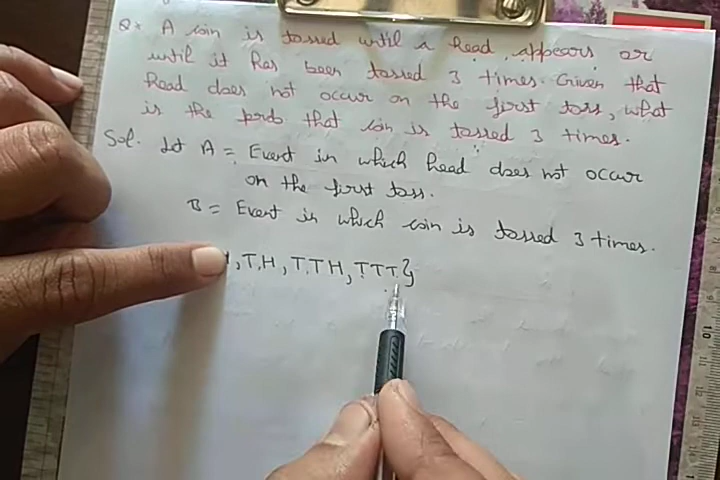 Q* A coin is tossed until a head appears or
until it has been tossed 3 times. Given that
head does not occur on the first toss, what
is the prob that coin is tossed 3 times.
Sol. Let A = Event in which head does not occur
on the first toss.
B = Event in which coin is tossed 3 times.
, T,H, T,TH, TTT}